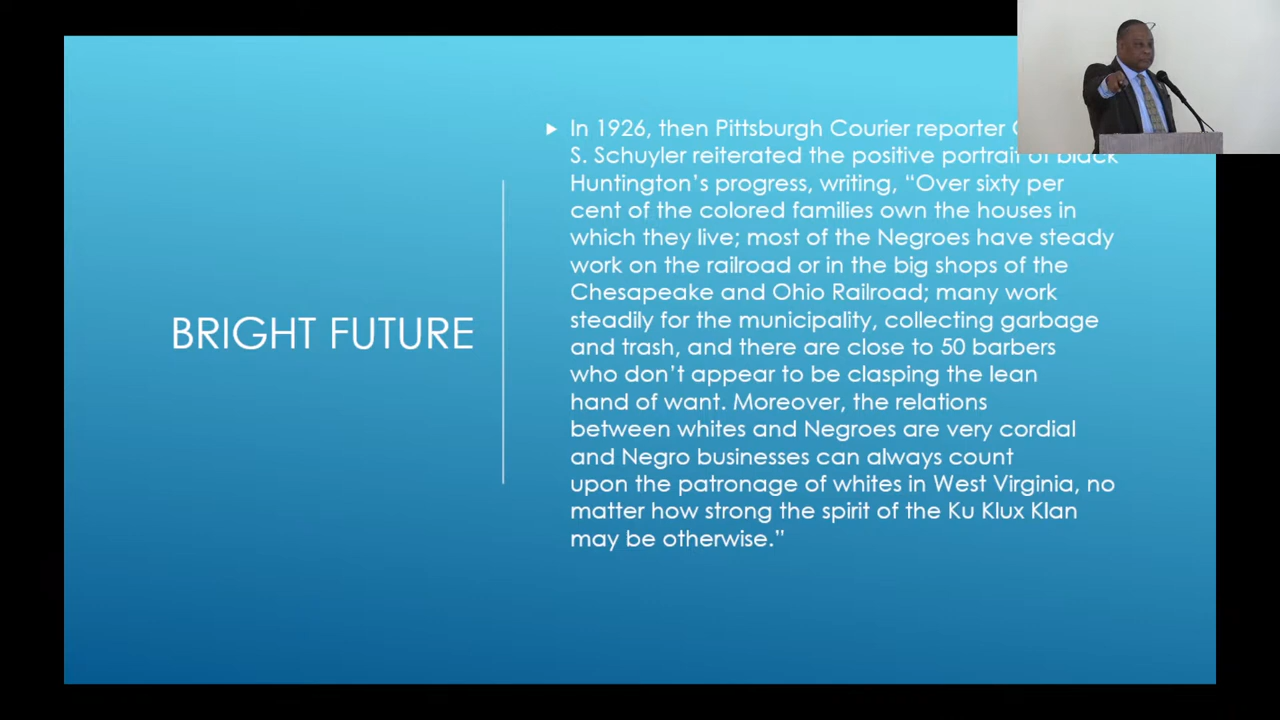 BRIGHT FUTURE
In 1926, then Pittsburgh Courier reporter
S. Schuyler reiterated the positive portrait of black
Huntington's progress, writing, “Over sixty per
cent of the colored families own the houses in
which they live; most of the Negroes have steady
work on the railroad or in the big shops of the
Chesapeake and Ohio Railroad; many work
steadily for the municipality, collecting garbage
and trash, and there are close to 50 barbers
who don't appear to be clasping the lean
hand of want. Moreover, the relations
between whites and Negroes are very cordial
and Negro businesses can always count
upon the patronage of whites in West Virginia, no
matter how strong the spirit of the Ku Klux Klan
may be otherwise.”